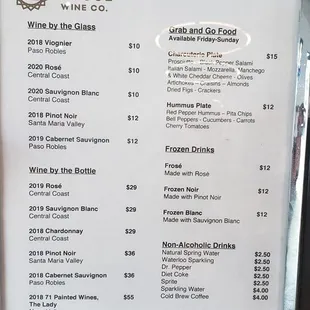 WINE CO.
Wine by the Glass
2018 Viognier $10
Paso Robles
2020 Rosé $10
Central Coast
2020 Sauvignon Blanc $10
Central Coast
2018 Pinot Noir $12
Santa Maria Valley
2019 Cabernet Sauvignon $12
Paso Robles
Wine by the Bottle
2019 Rosé $29
Central Coast
2019 Sauvignon Blanc $29
Central Coast
2018 Chardonnay $29
Central Coast
2018 Pinot Noir $36
Santa Maria Valley
2018 Cabernet Sauvignon $36
Paso Robles
2018 71 Painted Wines, $55
The Lady
Grab and Go Food
Available Friday-Sunday
Charcuterie Plate $15
Prosciutto - Black Pepper Salami
Italian Salami - Mozzarella, Manchego
& White Cheddar Cheese - Olives
Artichokes - Craisins - Almonds
Dried Figs - Crackers
Hummus Plate $12
Red Pepper Hummus - Pita Chips
Bell Peppers - Cucumbers - Carrots
Cherry Tomatoes
Frozen Drinks
Frosé $12
Made with Rosé
Frozen Noir $12
Made with Pinot Noir
Frozen Blanc $12
Made with Sauvignon Blanc
Non-Alcoholic Drinks
Natural Spring Water $2.50
Waterloo Sparkling $2.50
Dr. Pepper $2.50
Diet Coke $2.50
Sprite $2.50
Sparkling Water $4.00
Cold Brew Coffee $4.00